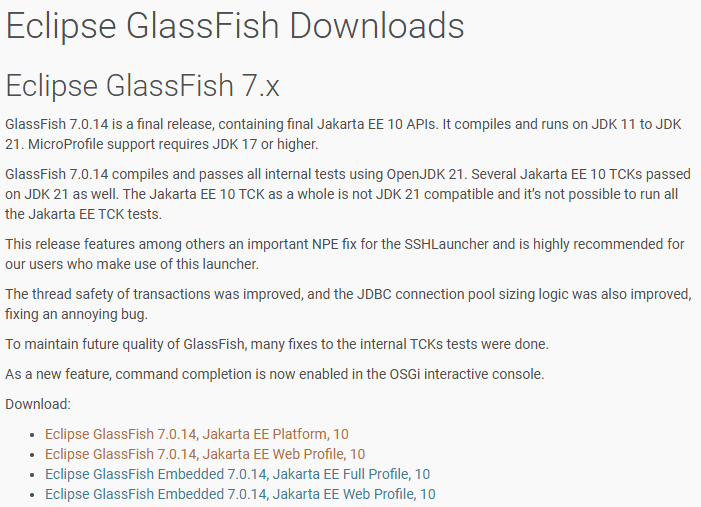 Eclipse GlassFish Downloads
Eclipse GlassFish 7.x
GlassFish 7.0.14 is a final release, containing final Jakarta EE 10 APIs. It compiles and runs on JDK 11 to JDK
21. MicroProfile support requires JDK 17 or higher.
GlassFish 7.0.14 compiles and passes all internal tests using OpenJDK 21. Several Jakarta EE 10 TCKs passed
on JDK 21 as well. The Jakarta EE 10 TCK as a whole is not JDK 21 compatible and it’s not possible to run all
the Jakarta EE TCK tests.
This release features among others an important NPE fix for the SSHLauncher and is highly recommended for
our users who make use of this launcher.
The thread safety of transactions was improved, and the JDBC connection pool sizing logic was also improved,
fixing an annoying bug.
To maintain future quality of GlassFish, many fixes to the internal TCKs tests were done.
As a new feature, command completion is now enabled in the OSGi interactive console.
Download:
• Eclipse GlassFish 7.0.14, Jakarta EE Platform, 10
• Eclipse GlassFish 7.0.14, Jakarta EE Web Profile, 10
• Eclipse GlassFish Embedded 7.0.14, Jakarta EE Full Profile, 10
• Eclipse GlassFish Embedded 7.0.14, Jakarta EE Web Profile, 10